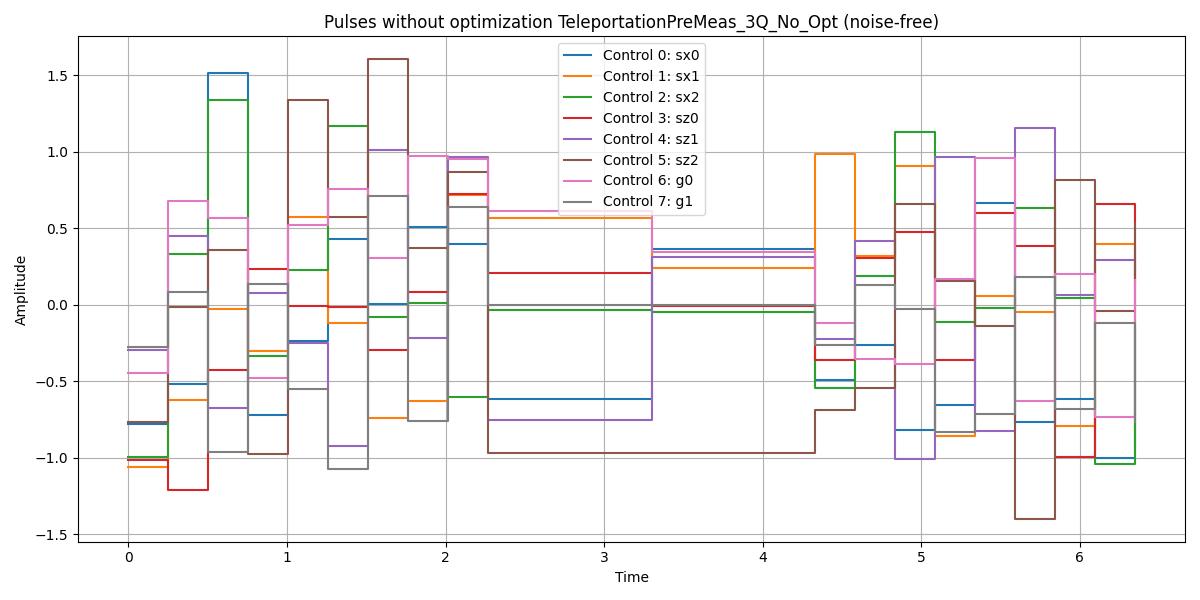 Pulses without optimization TeleportationPreMeas_3Q_No_Opt (noise-free)
Control 0: sx0
Control 1: sx1
Control 2: sx2
Control 3: sz0
Control 4: sz1
Control 5: sz2
Control 6: g0
Control 7: g1
Amplitude
1.5
1.0
0.5
0.0
−0.5
−1.0
−1.5
0 1 2 3 4 5 6
Time